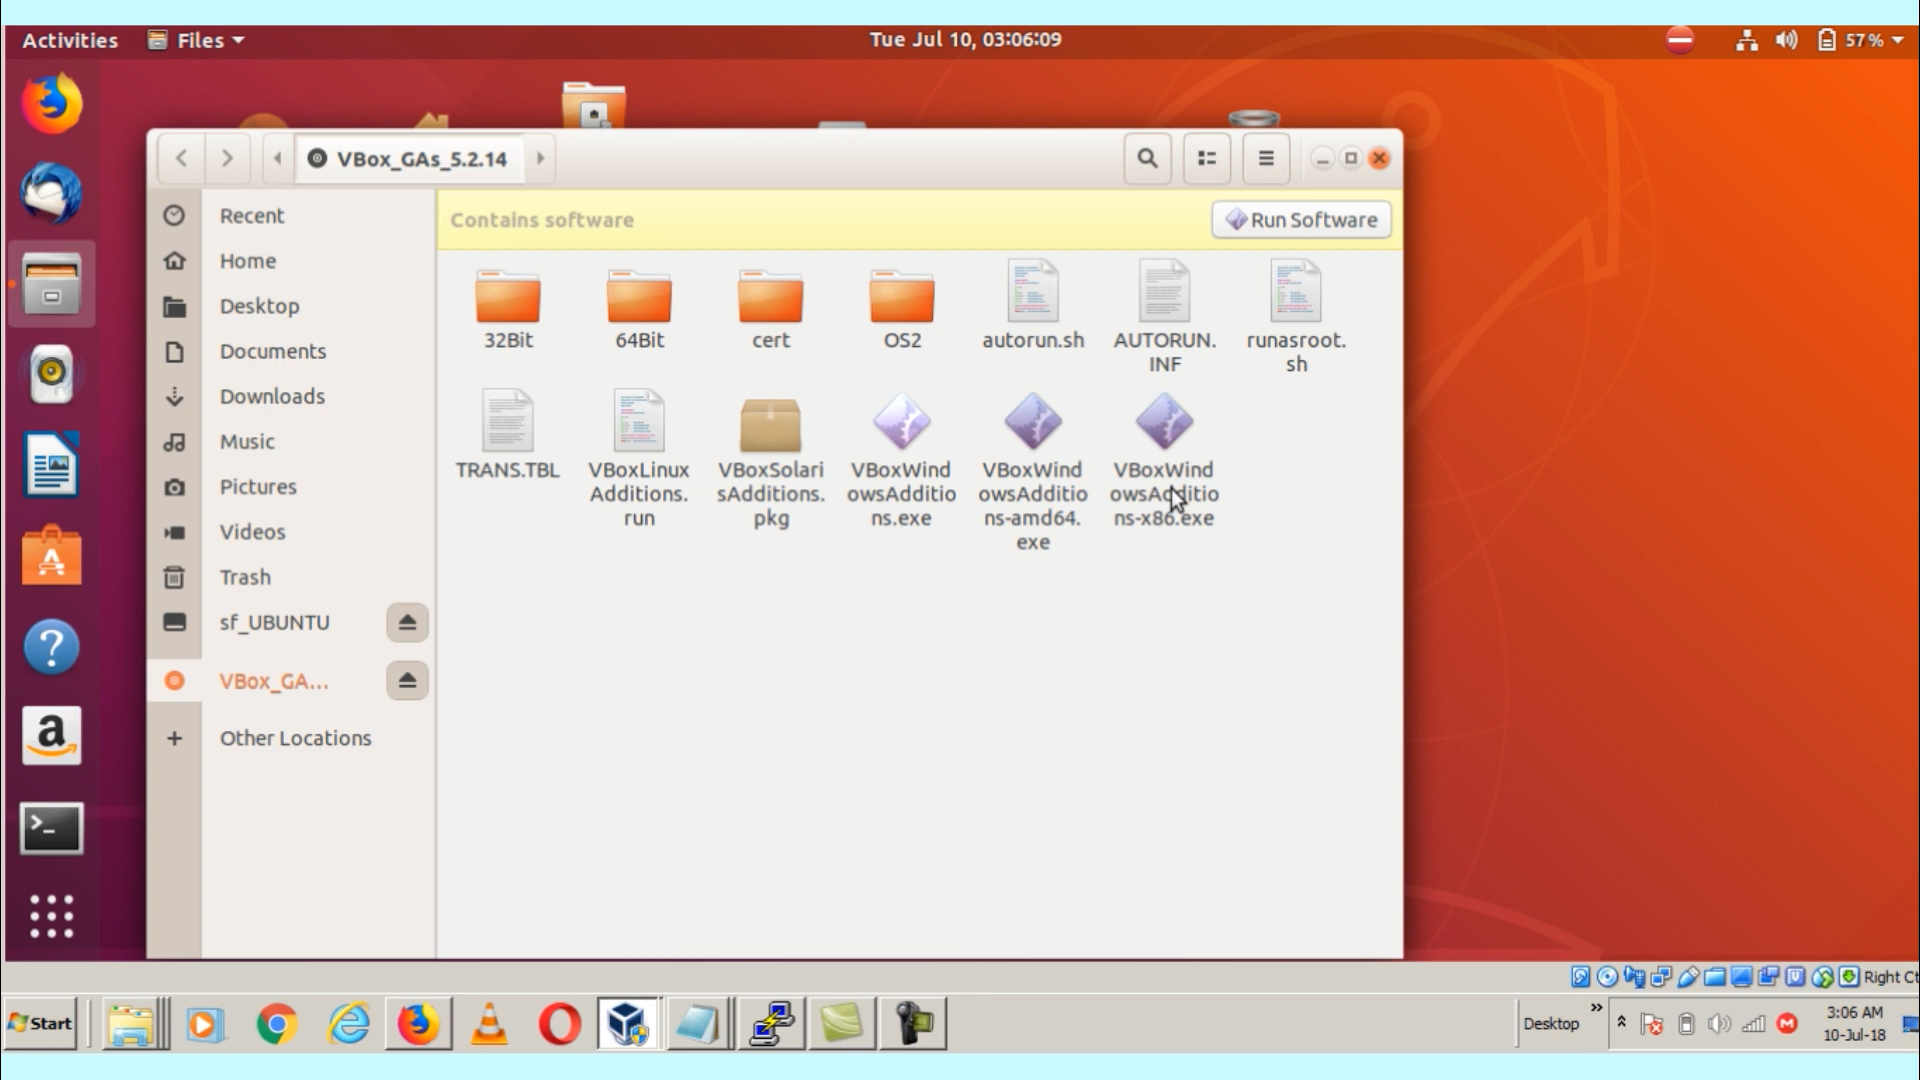 Activities
Files
Tue Jul 10, 03:06:09
57 %
VBox_GAs_5.2.14
Recent
Home
Desktop
Documents
Downloads
Music
Pictures
Videos
Trash
sf_UBUNTU
VBox_GA...
Other Locations
Contains software
Run Software
32Bit
64Bit
cert
OS2
autorun.sh
AUTORUN.
INF
runasroot.
sh
TRANS.TBL
VBoxLinux
Additions.
run
VBoxSolari
sAdditions.
pkg
VBoxWind
owsAdditio
ns.exe
VBoxWind
owsAdditio
ns-amd64.
exe
VBoxWind
owsAdditio
ns-x86.exe
Right Ct
Start
Desktop
3:06 AM
10-Jul-18